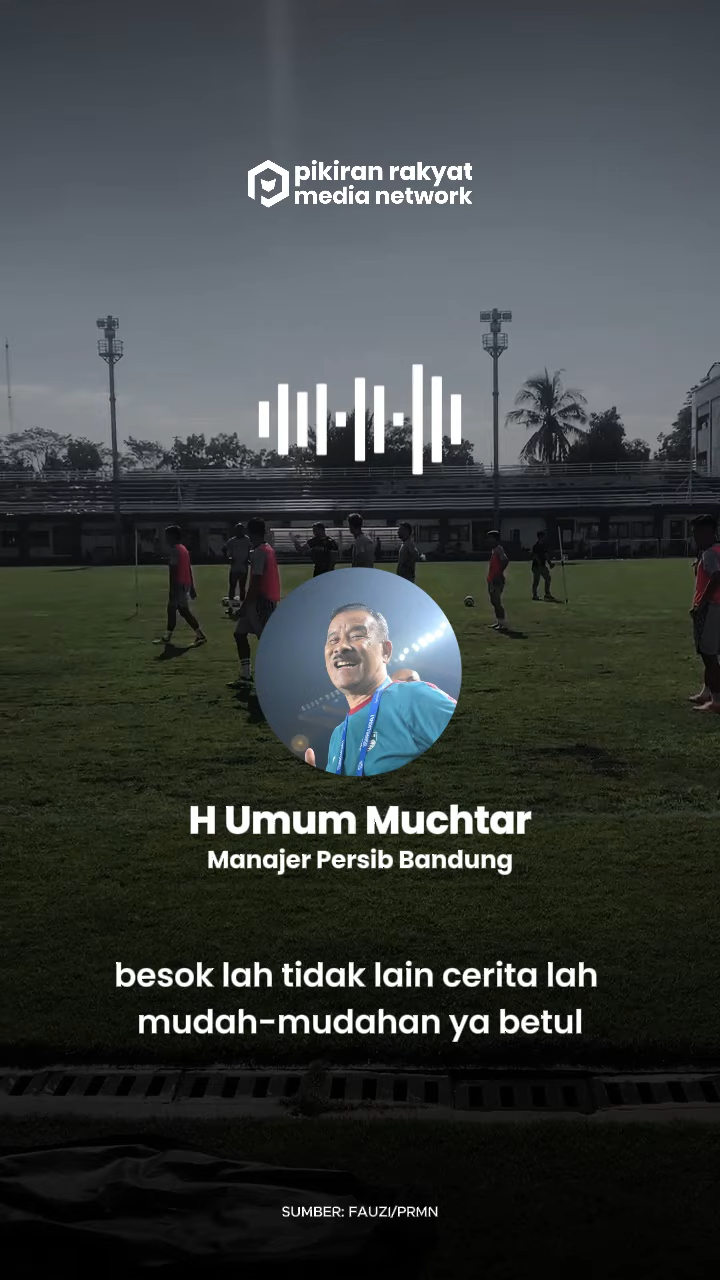 pikiran rakyat
media network
H Umum Muchtar
Manajer Persib Bandung
besok lah tidak lain cerita lah
mudah-mudahan ya betul
SUMBER: FAUZI/PRMN